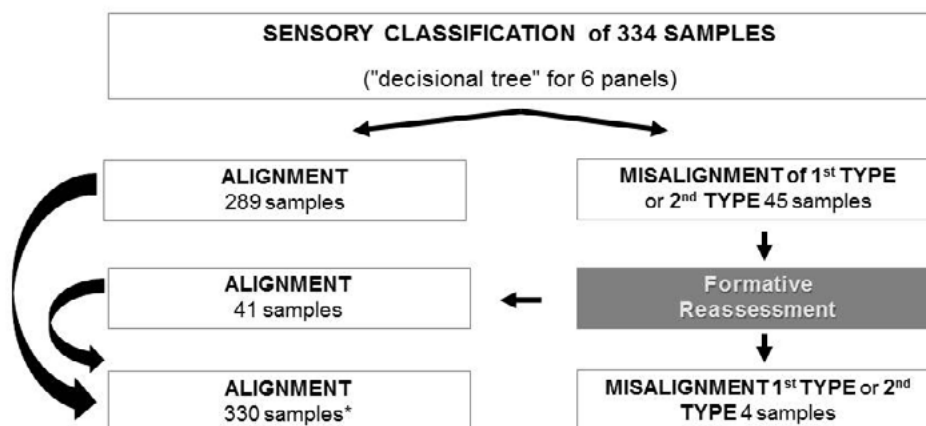 SENSORY CLASSIFICATION of 334 SAMPLES
("decisional tree" for 6 panels)
ALIGNMENT
289 samples
MISALIGNMENT of 1st TYPE
or 2nd TYPE 45 samples
ALIGNMENT
41 samples
Formative
Reassessment
ALIGNMENT
330 samples*
MISALIGNMENT 1st TYPE or 2nd
TYPE 4 samples